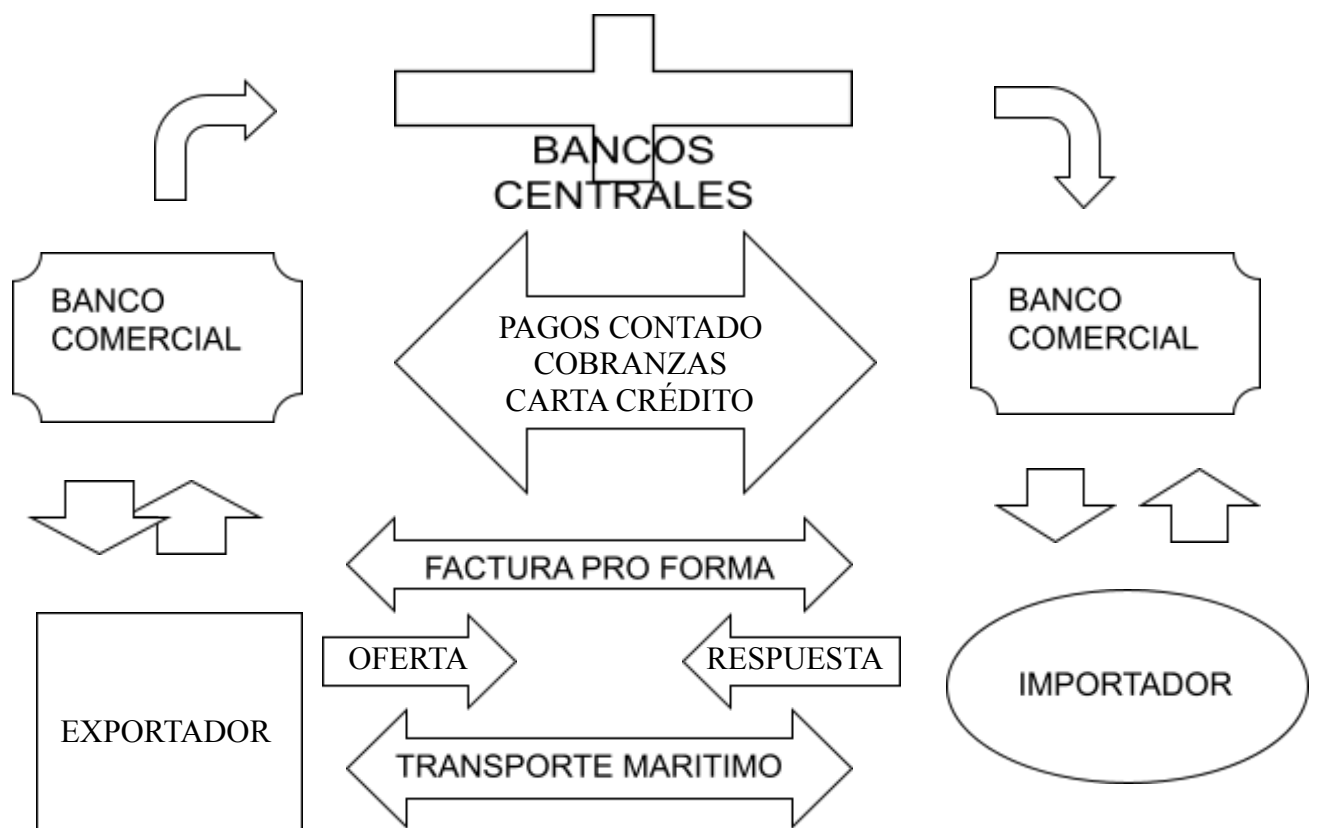 BANCOS
CENTRALES
BANCO
COMERCIAL
PAGOS CONTADO
COBRANZAS
CARTA CRÉDITO
BANCO
COMERCIAL
FACTURA PRO FORMA
OFERTA
RESPUESTA
EXPORTADOR
IMPORTADOR
TRANSPORTE MARITIMO